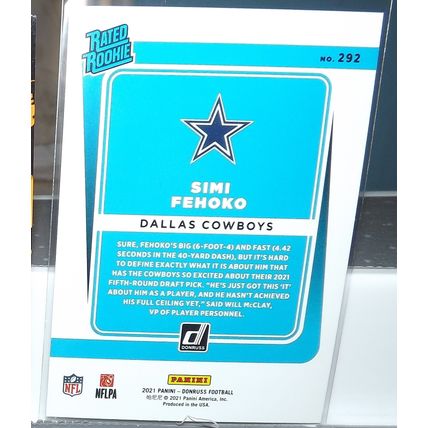 RATED
ROOKIE
NO. 292
SIMI
FEHOKO
DALLAS COWBOYS
SURE, FEHOKO'S BIG (6-FOOT-4) AND FAST (4.42
SECONDS IN THE 40-YARD DASH), BUT IT'S HARD
TO DEFINE EXACTLY WHAT IT IS ABOUT HIM THAT
HAS THE COWBOYS SO EXCITED ABOUT THEIR 2021
FIFTH-ROUND DRAFT PICK. "HE'S JUST GOT THIS 'IT'
ABOUT HIM AS A PLAYER, AND HE HASN'T ACHIEVED
HIS FULL CEILING YET," SAID WILL McCLAY,
VP OF PLAYER PERSONNEL.
DONRUSS
NFL
NFLPA
PANINI
2021 PANINI – DONRUSS FOOTBALL
帕尼尼 © 2021 Panini America, Inc.
Produced in the USA.